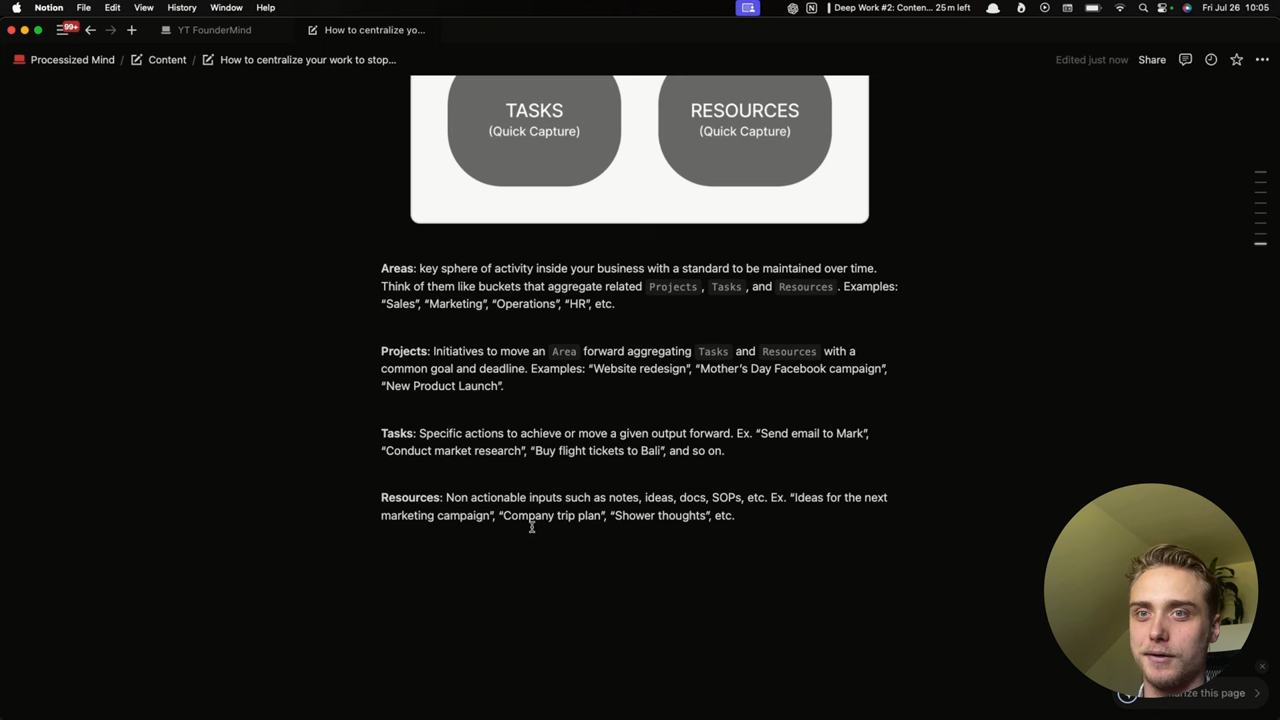 Notion File Edit View History Window Help
99+
Deep Work #2: Conten... 25 m left
Fri Jul 26 10:05
YT FounderMind
How to centralize yo...
Processized Mind / Content / How to centralize your work to stop...
Edited just now Share
TASKS
(Quick Capture)
RESOURCES
(Quick Capture)
Areas: key sphere of activity inside your business with a standard to be maintained over time.
Think of them like buckets that aggregate related Projects, Tasks, and Resources. Examples:
“Sales”, “Marketing”, “Operations”, “HR”, etc.
Projects: Initiatives to move an Area forward aggregating Tasks and Resources with a
common goal and deadline. Examples: “Website redesign”, “Mother’s Day Facebook campaign”,
“New Product Launch”.
Tasks: Specific actions to achieve or move a given output forward. Ex. “Send email to Mark”,
“Conduct market research”, “Buy flight tickets to Bali”, and so on.
Resources: Non actionable inputs such as notes, ideas, docs, SOPs, etc. Ex. “Ideas for the next
marketing campaign”, “Company trip plan”, “Shower thoughts”, etc.
this page